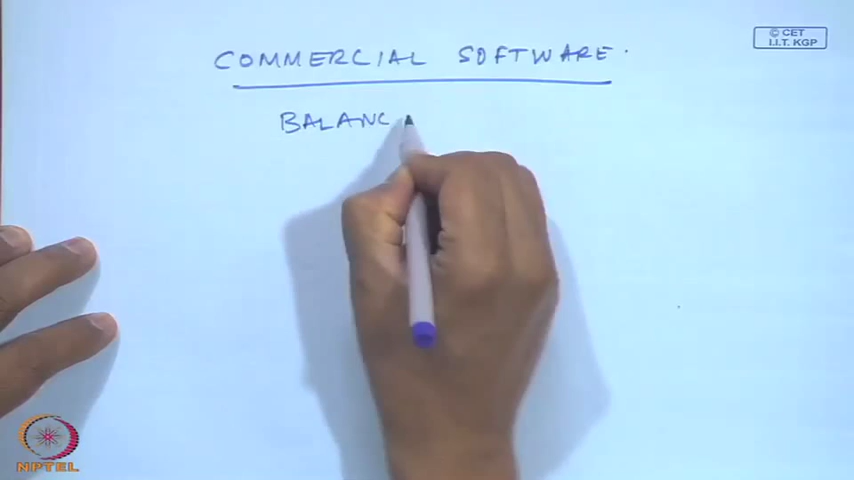 COMMERCIAL SOFTWARE.
© CET
I.I.T. KGP
BALANC
NPTEL